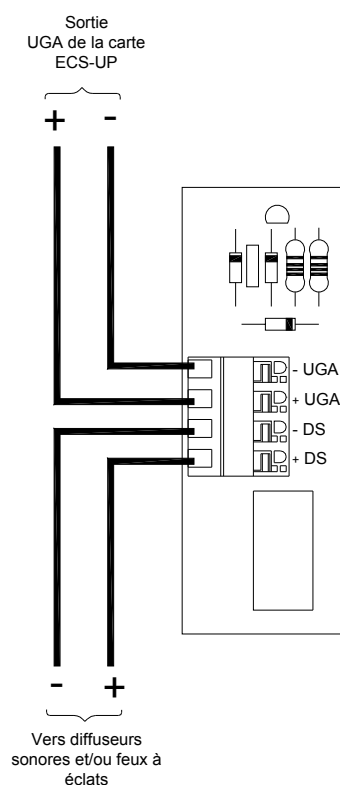 Sortie
UGA de la carte
ECS-UP
+ -
- UGA
+ UGA
- DS
+ DS
- +
Vers diffuseurs
sonores et/ou feux à
éclats